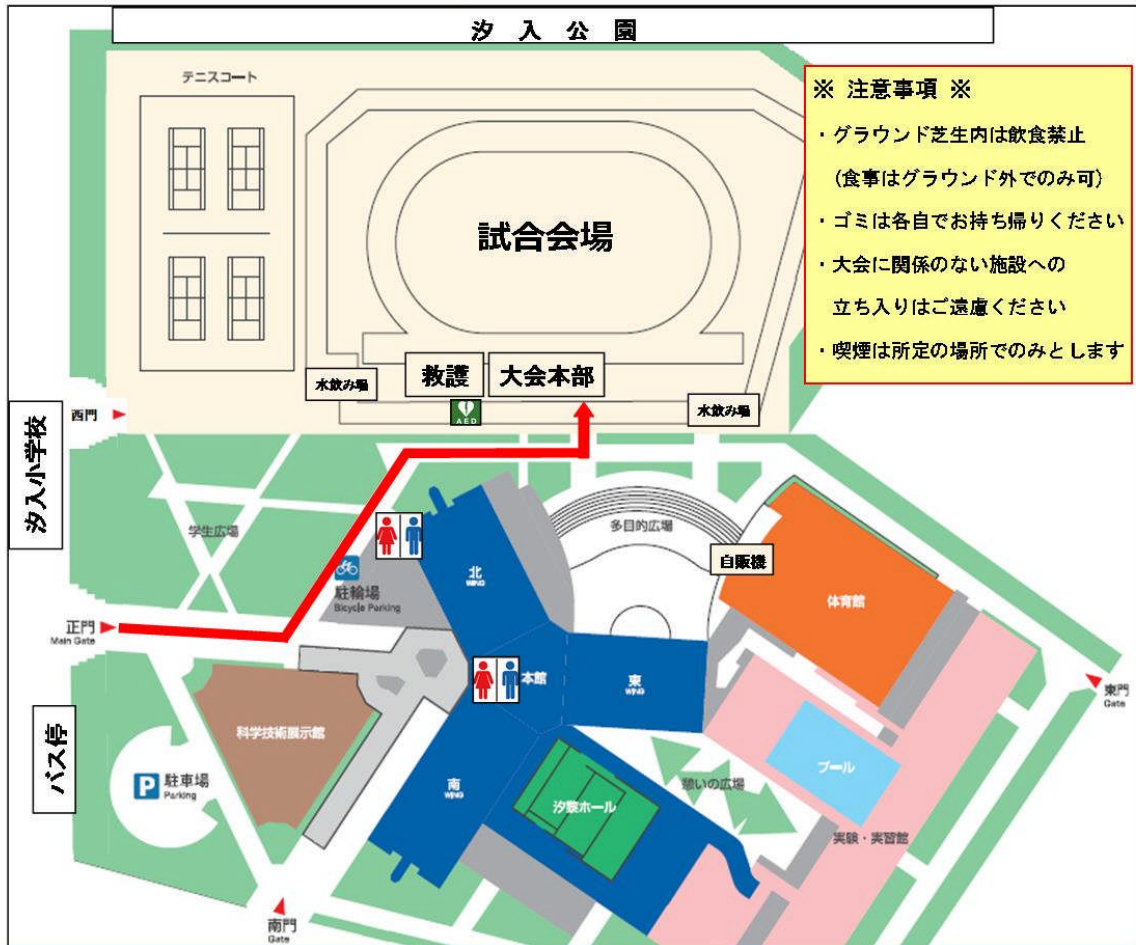 汐入公園
テニスコート
※ 注意事項 ※
・グラウンド芝生内は飲食禁止
(食事はグラウンド外でのみ可)
・ゴミは各自でお持ち帰りください
・大会に関係のない施設への
立ち入りはご遠慮ください
・喫煙は所定の場所でのみとします
試合会場
水飲み場
救護
大会本部
AED
水飲み場
西門
汐入小学校
学生広場
多目的広場
自販機
北
WING
駐輪場
Bicycle Parking
体育館
正門
Main Gate
本館
東
WING
東門
Gate
科学技術展示館
バス停
P
駐車場
Parking
南
WING
汐黎ホール
憩いの広場
プール
実験・実習館
南門
Gate